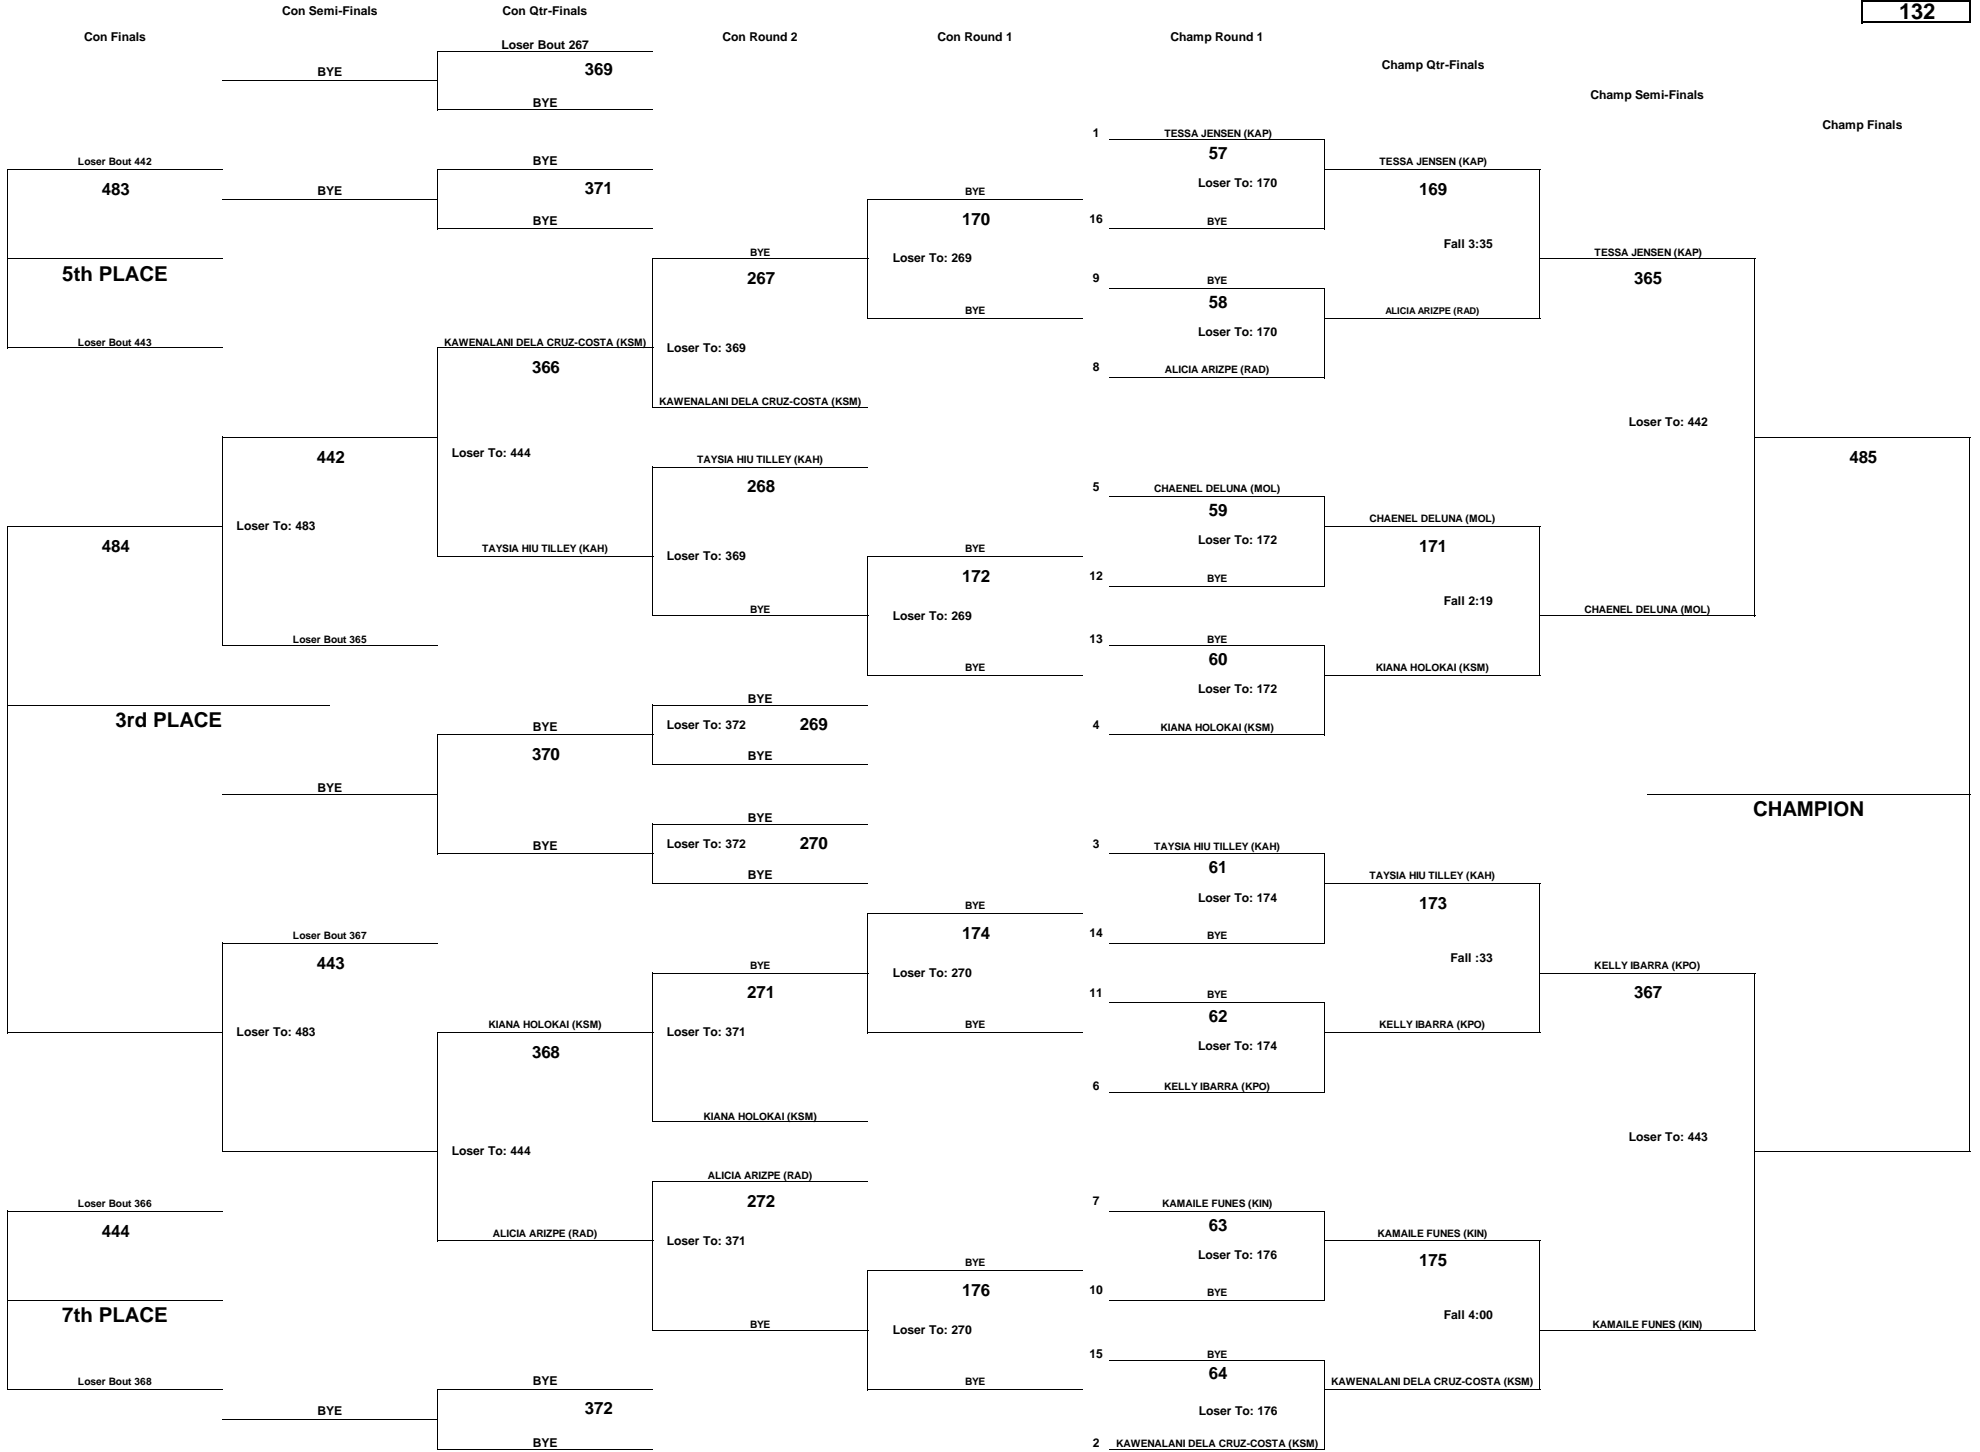 Con Semi-Finals
Con Qtr-Finals
132
Con Finals
Con Round 2
Con Round 1
Champ Round 1
Loser Bout 267
Champ Qtr-Finals
BYE
369
Champ Semi-Finals
BYE
Champ Finals
1 TESSA JENSEN (KAP)
57
Loser Bout 442
BYE
TESSA JENSEN (KAP)
483
BYE
371
BYE
Loser To: 170
169
BYE
170
16 BYE
Fall 3:35
BYE
Loser To: 269
TESSA JENSEN (KAP)
5th PLACE
267
9 BYE
365
58
BYE
ALICIA ARIZPE (RAD)
Loser To: 170
Loser Bout 443
KAWENALANI DELA CRUZ-COSTA (KSM)
Loser To: 369
366
8 ALICIA ARIZPE (RAD)
KAWENALANI DELA CRUZ-COSTA (KSM)
Loser To: 442
442
Loser To: 444
TAYSIA HIU TILLEY (KAH)
485
268
5 CHAENEL DELUNA (MOL)
59
CHAENEL DELUNA (MOL)
Loser To: 483
Loser To: 172
484
TAYSIA HIU TILLEY (KAH)
Loser To: 369
BYE
171
172
12 BYE
Fall 2:19
BYE
Loser To: 269
CHAENEL DELUNA (MOL)
Loser Bout 365
13 BYE
60
BYE
KIANA HOLOKAI (KSM)
Loser To: 172
BYE
3rd PLACE
BYE
Loser To: 372 269
4 KIANA HOLOKAI (KSM)
370
BYE
BYE
CHAMPION
BYE
BYE
Loser To: 372 270
3 TAYSIA HIU TILLEY (KAH)
61
BYE
TAYSIA HIU TILLEY (KAH)
Loser To: 174
BYE
173
Loser Bout 367
174
14 BYE
443
Fall :33
BYE
Loser To: 270
KELLY IBARRA (KPO)
271
11 BYE
367
62
Loser To: 483
KIANA HOLOKAI (KSM)
Loser To: 371
BYE
KELLY IBARRA (KPO)
368
Loser To: 174
6 KELLY IBARRA (KPO)
KIANA HOLOKAI (KSM)
Loser To: 443
Loser To: 444
ALICIA ARIZPE (RAD)
Loser Bout 366
272
7 KAMAILE FUNES (KIN)
444
63
ALICIA ARIZPE (RAD)
Loser To: 371
KAMAILE FUNES (KIN)
Loser To: 176
BYE
175
176
10 BYE
7th PLACE
Fall 4:00
BYE
Loser To: 270
KAMAILE FUNES (KIN)
15 BYE
64
Loser Bout 368
BYE
BYE
KAWENALANI DELA CRUZ-COSTA (KSM)
BYE
372
Loser To: 176
BYE
2 KAWENALANI DELA CRUZ-COSTA (KSM)